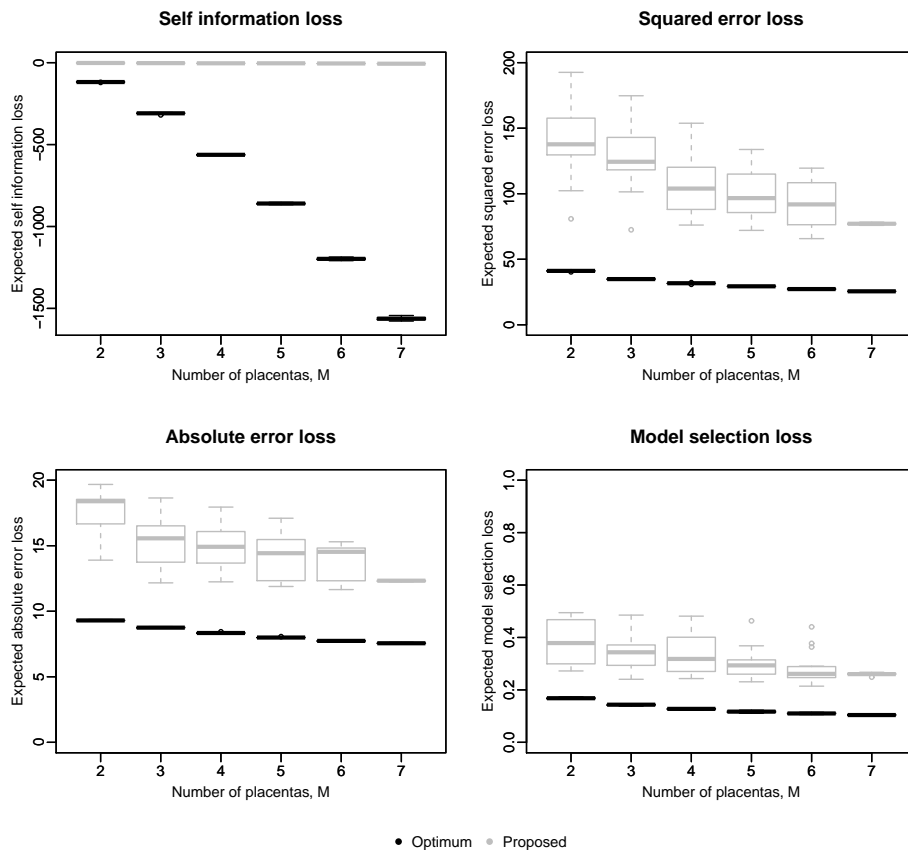 Self information loss
Expected self information loss
0
−500
−1000
−1500
2 3 4 5 6 7
Number of placentas, M
Squared error loss
Expected squared error loss
200
150
100
50
0
2 3 4 5 6 7
Number of placentas, M
Absolute error loss
Expected absolute error loss
20
15
10
5
0
2 3 4 5 6 7
Number of placentas, M
Model selection loss
Expected model selection loss
1.0
0.8
0.6
0.4
0.2
0.0
2 3 4 5 6 7
Number of placentas, M
Optimum Proposed